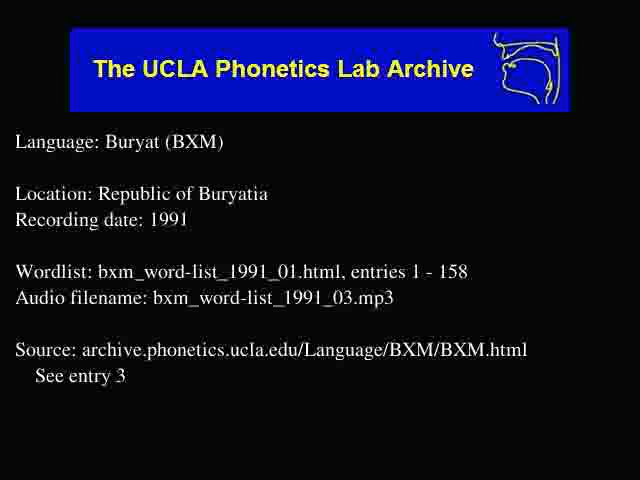 The UCLA Phonetics Lab Archive
Language: Buryat (BXM)
Location: Republic of Buryatia
Recording date: 1991
Wordlist: bxm_word-list_1991_01.html, entries 1 - 158
Audio filename: bxm_word-list_1991_03.mp3
Source: archive.phonetics.ucla.edu/Language/BXM/BXM.html
See entry 3